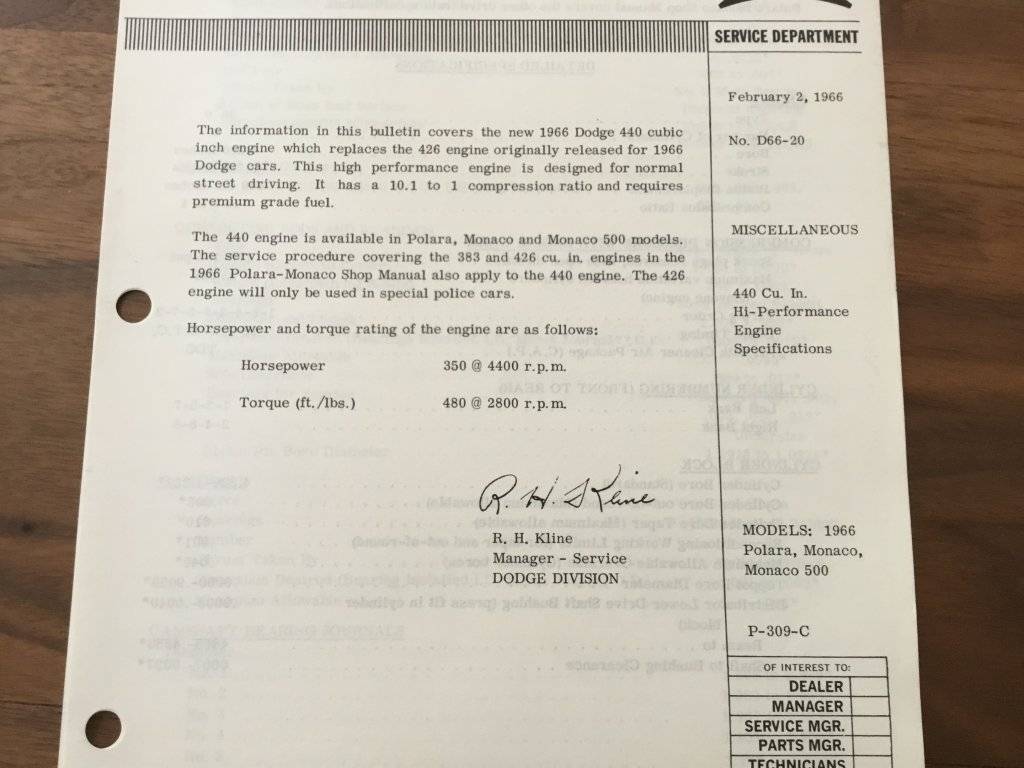 SERVICE DEPARTMENT
February 2, 1966
No. D66-20
The information in this bulletin covers the new 1966 Dodge 440 cubic
inch engine which replaces the 426 engine originally released for 1966
Dodge cars. This high performance engine is designed for normal
street driving. It has a 10.1 to 1 compression ratio and requires
premium grade fuel.
MISCELLANEOUS
The 440 engine is available in Polara, Monaco and Monaco 500 models.
The service procedure covering the 383 and 426 cu. in. engines in the
1966 Polara-Monaco Shop Manual also apply to the 440 engine. The 426
engine will only be used in special police cars.
440 Cu. In.
Hi-Performance
Engine
Specifications
Horsepower and torque rating of the engine are as follows:
Horsepower 350 @ 4400 r.p.m.
Torque (ft./lbs.) 480 @ 2800 r.p.m.
R. H. Kline
R. H. Kline
Manager - Service
DODGE DIVISION
MODELS: 1966
Polara, Monaco,
Monaco 500
P-309-C
OF INTEREST TO:
DEALER
MANAGER
SERVICE MGR.
PARTS MGR.
TECHNICIANS